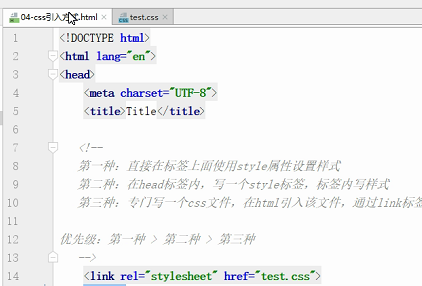 04-css引入方式.html
test.css
1 <!DOCTYPE html>
2 <html lang="en">
3 <head>
4 <meta charset="UTF-8">
5 <title>Title</title>
6
7 <!--
8 第一种：直接在标签上面使用style属性设置样式
9 第二种：在head标签内，写一个style标签，标签内写样式
10 第三种：专门写一个css文件，在html引入该文件，通过link标签
11
12 优先级：第一种 > 第二种 > 第三种
13 -->
14 <link rel="stylesheet" href="test.css">